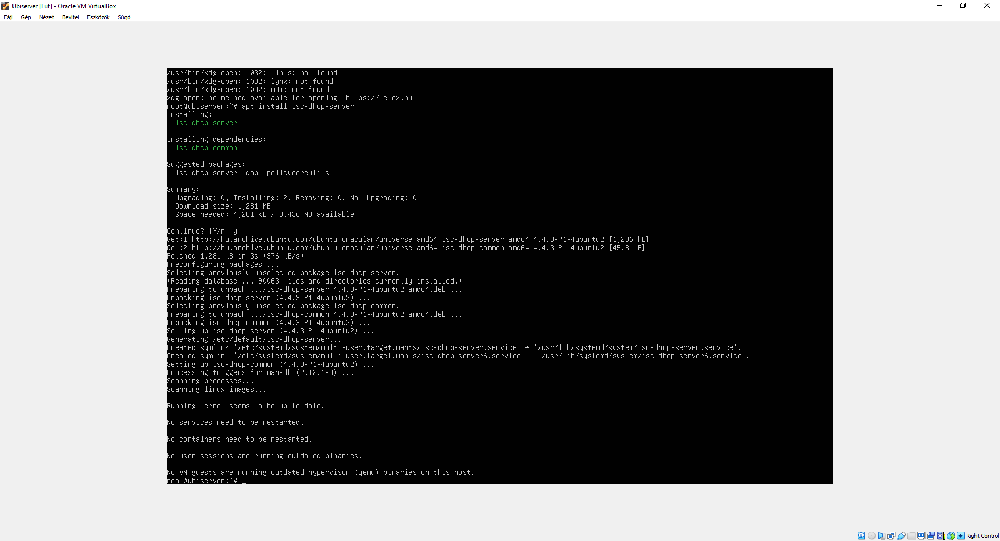 Ubiserver [Fut] - Oracle VM VirtualBox
Fájl Gép Nézet Bevitel Eszközök Súgó
/usr/bin/xdg-open: 1032: links: not found
/usr/bin/xdg-open: 1032: lynx: not found
/usr/bin/xdg-open: 1032: w3m: not found
xdg-open: no method available for opening 'https://telex.hu'
root@ubiserver:~# apt install isc-dhcp-server
Installing:
  isc-dhcp-server
Installing dependencies:
  isc-dhcp-common
Suggested packages:
  isc-dhcp-server-ldap  policycoreutils
Summary:
  Upgrading: 0, Installing: 2, Removing: 0, Not Upgrading: 0
  Download size: 1,281 kB
  Space needed: 4,281 kB / 8,436 MB available
Continue? [Y/n] y
Get:1 http://hu.archive.ubuntu.com/ubuntu oracular/universe amd64 isc-dhcp-server amd64 4.4.3-P1-4ubuntu2 [1,236 kB]
Get:2 http://hu.archive.ubuntu.com/ubuntu oracular/universe amd64 isc-dhcp-common amd64 4.4.3-P1-4ubuntu2 [45.8 kB]
Fetched 1,281 kB in 3s (376 kB/s)
Preconfiguring packages ...
Selecting previously unselected package isc-dhcp-server.
(Reading database ... 90063 files and directories currently installed.)
Preparing to unpack .../isc-dhcp-server_4.4.3-P1-4ubuntu2_amd64.deb ...
Unpacking isc-dhcp-server (4.4.3-P1-4ubuntu2) ...
Selecting previously unselected package isc-dhcp-common.
Preparing to unpack .../isc-dhcp-common_4.4.3-P1-4ubuntu2_amd64.deb ...
Unpacking isc-dhcp-common (4.4.3-P1-4ubuntu2) ...
Setting up isc-dhcp-server (4.4.3-P1-4ubuntu2) ...
Generating /etc/default/isc-dhcp-server...
Created symlink '/etc/systemd/system/multi-user.target.wants/isc-dhcp-server.service' → '/usr/lib/systemd/system/isc-dhcp-server.service'.
Created symlink '/etc/systemd/system/multi-user.target.wants/isc-dhcp-server6.service' → '/usr/lib/systemd/system/isc-dhcp-server6.service'.
Setting up isc-dhcp-common (4.4.3-P1-4ubuntu2) ...
Processing triggers for man-db (2.12.1-3) ...
Scanning processes...
Scanning linux images...
Running kernel seems to be up-to-date.
No services need to be restarted.
No containers need to be restarted.
No user sessions are running outdated binaries.
No VM guests are running outdated hypervisor (qemu) binaries on this host.
root@ubiserver:~# _
Right Control